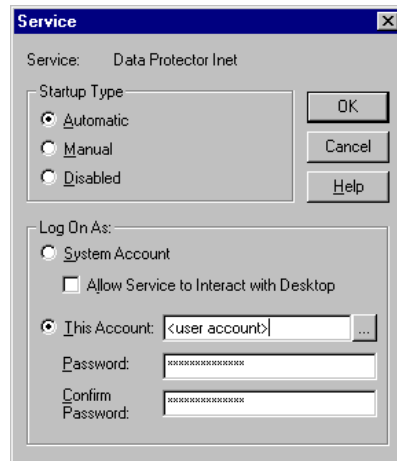 Service
Service: Data Protector Inet
Startup Type
Automatic
Manual
Disabled
OK
Cancel
Help
Log On As:
System Account
Allow Service to Interact with Desktop
This Account: <user account> ...
Password: **************
Confirm
Password: **************